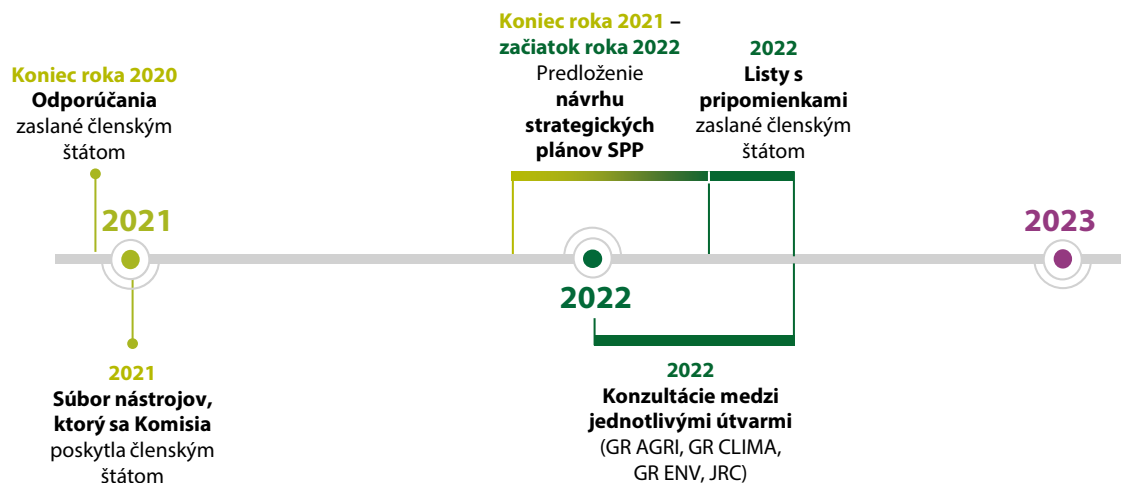 Koniec roka 2020
Odporúčania
zaslané členským
štátom
Koniec roka 2021 –
začiatok roka 2022
Predloženie
návrhu
strategických
plánov SPP
2022
Listy s
pripomienkami
zaslané členským
štátom
2021
2022
2023
2021
Súbor nástrojov,
ktorý sa Komisia
poskytla členským
štátom
2022
Konzultácie medzi
jednotlivými útvarmi
(GR AGRI, GR CLIMA,
GR ENV, JRC)